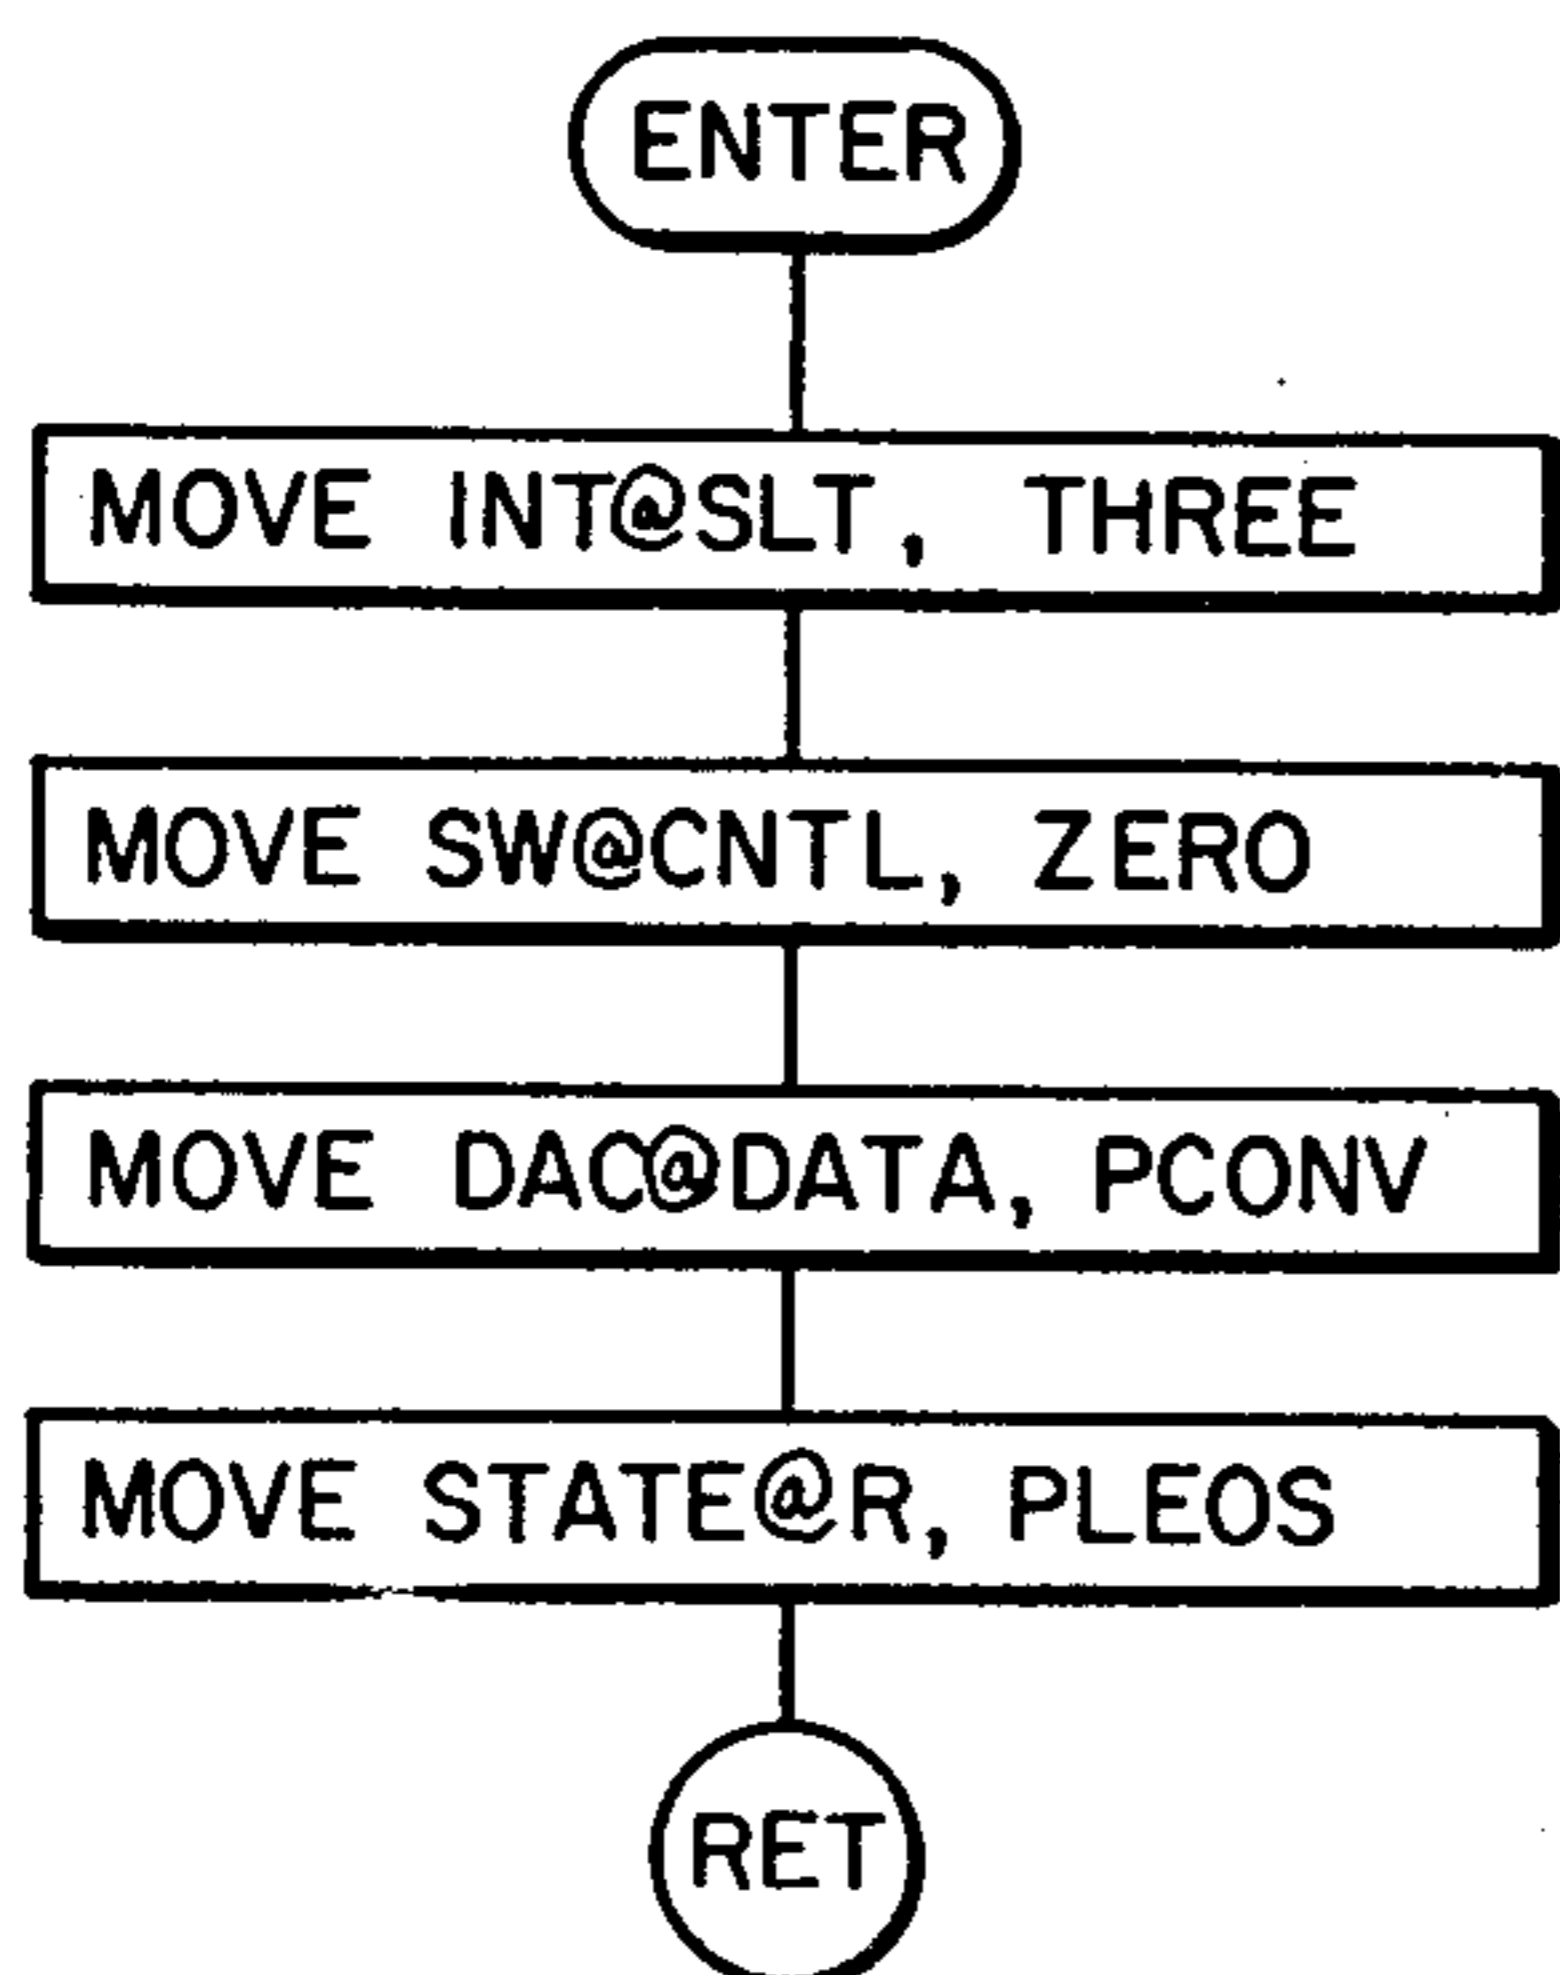 ENTER
MOVE INT@SLT, THREE
MOVE SW@CNTL, ZERO
MOVE DAC@DATA, PCONV
MOVE STATE@R, PLEOS
RET